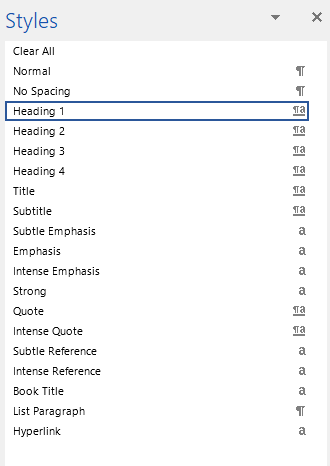 Styles
Clear All
Normal ¶
No Spacing ¶
Heading 1 ¶a
Heading 2 ¶a
Heading 3 ¶a
Heading 4 ¶a
Title ¶a
Subtitle ¶a
Subtle Emphasis a
Emphasis a
Intense Emphasis a
Strong a
Quote ¶a
Intense Quote ¶a
Subtle Reference a
Intense Reference a
Book Title a
List Paragraph ¶
Hyperlink a